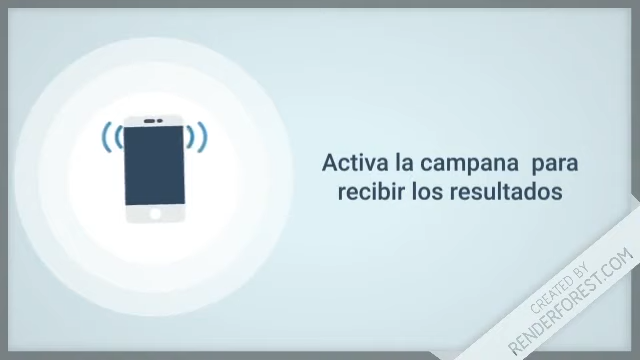 Activa la campana  para
recibir los resultados
CREATED BY
RENDERFOREST.COM